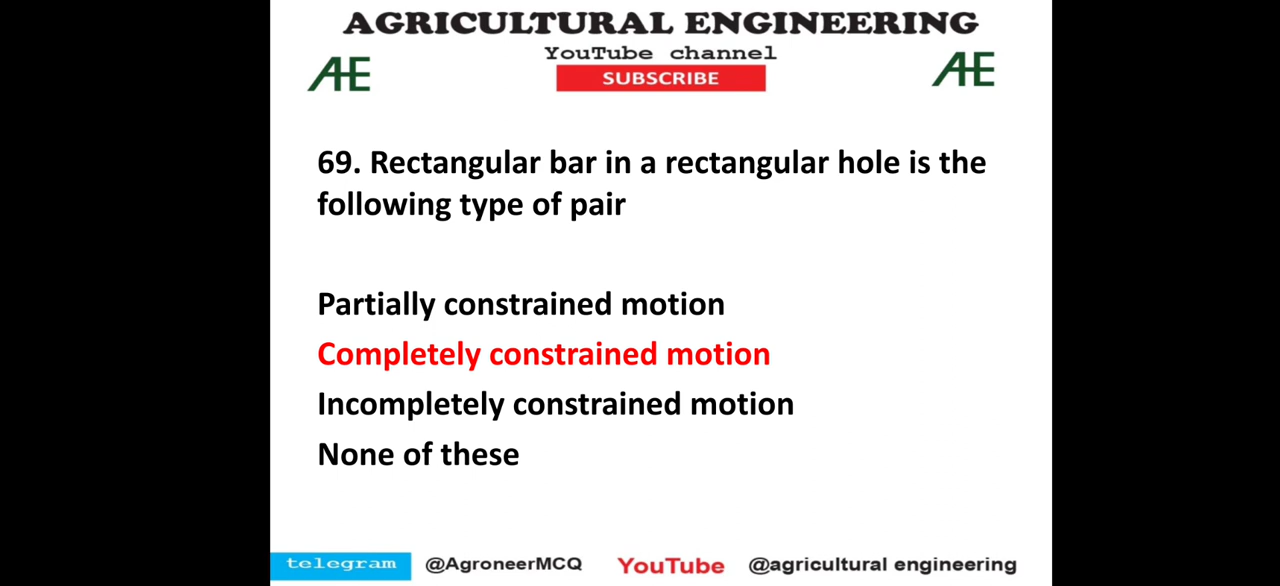 AGRICULTURAL ENGINEERING
YouTube channel
SUBSCRIBE
AE
AE
69. Rectangular bar in a rectangular hole is the
following type of pair
Partially constrained motion
Completely constrained motion
Incompletely constrained motion
None of these
telegram @AgroneerMCQ YouTube @agricultural engineering